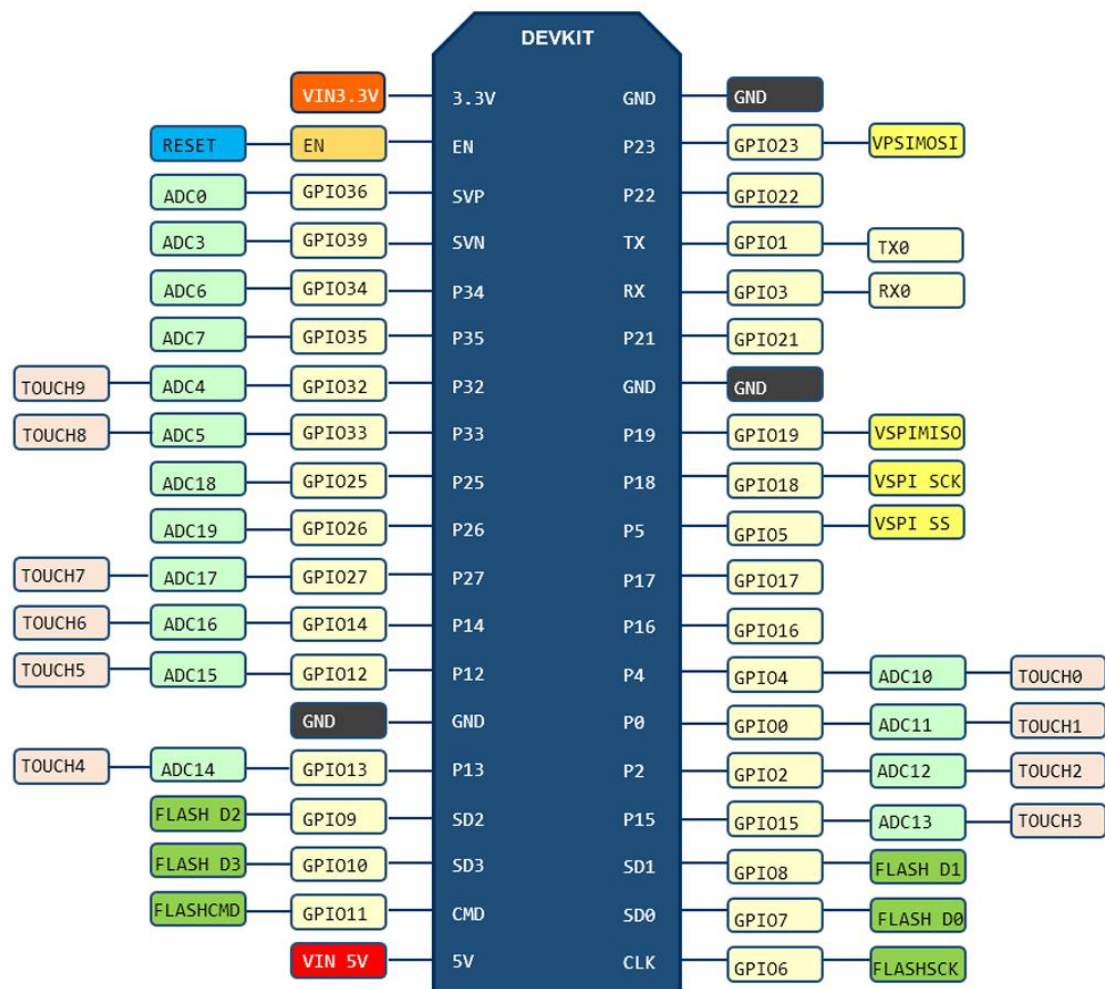 DEVKIT
VIN3.3V 3.3V GND GND
RESET EN EN P23 GPIO23 VPSIMOSI
ADC0 GPIO36 SVP P22 GPIO22
ADC3 GPIO39 SVN TX GPIO1 TX0
ADC6 GPIO34 P34 RX GPIO3 RX0
ADC7 GPIO35 P35 P21 GPIO21
TOUCH9 ADC4 GPIO32 P32 GND GND
TOUCH8 ADC5 GPIO33 P33 P19 GPIO19 VSPIMISO
ADC18 GPIO25 P25 P18 GPIO18 VSPI SCK
ADC19 GPIO26 P26 P5 GPIO5 VSPI SS
TOUCH7 ADC17 GPIO27 P27 P17 GPIO17
TOUCH6 ADC16 GPIO14 P14 P16 GPIO16
TOUCH5 ADC15 GPIO12 P12 P4 GPIO4 ADC10 TOUCH0
GND GND P0 GPIO0 ADC11 TOUCH1
TOUCH4 ADC14 GPIO13 P13 P2 GPIO2 ADC12 TOUCH2
FLASH D2 GPIO9 SD2 P15 GPIO15 ADC13 TOUCH3
FLASH D3 GPIO10 SD3 SD1 GPIO8 FLASH D1
FLASHCMD GPIO11 CMD SD0 GPIO7 FLASH D0
VIN 5V 5V CLK GPIO6 FLASHSCK